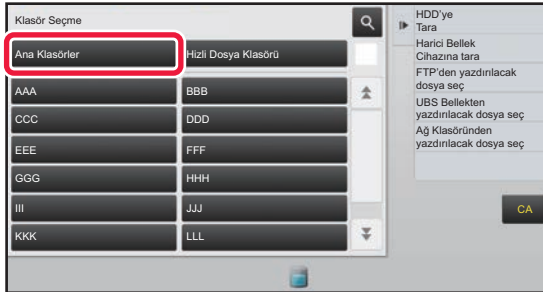 Klasör Seçme
Ana Klasörler
Hizli Dosya Klasörü
AAA
BBB
CCC
DDD
EEE
FFF
GGG
HHH
III
JJJ
KKK
LLL
HDD'ye
Tara
Harici Bellek
Cihazına tara
FTP'den yazdırılacak
dosya seç
UBS Bellekten
yazdırılacak dosya seç
Ağ Klasöründen
yazdırılacak dosya seç
CA